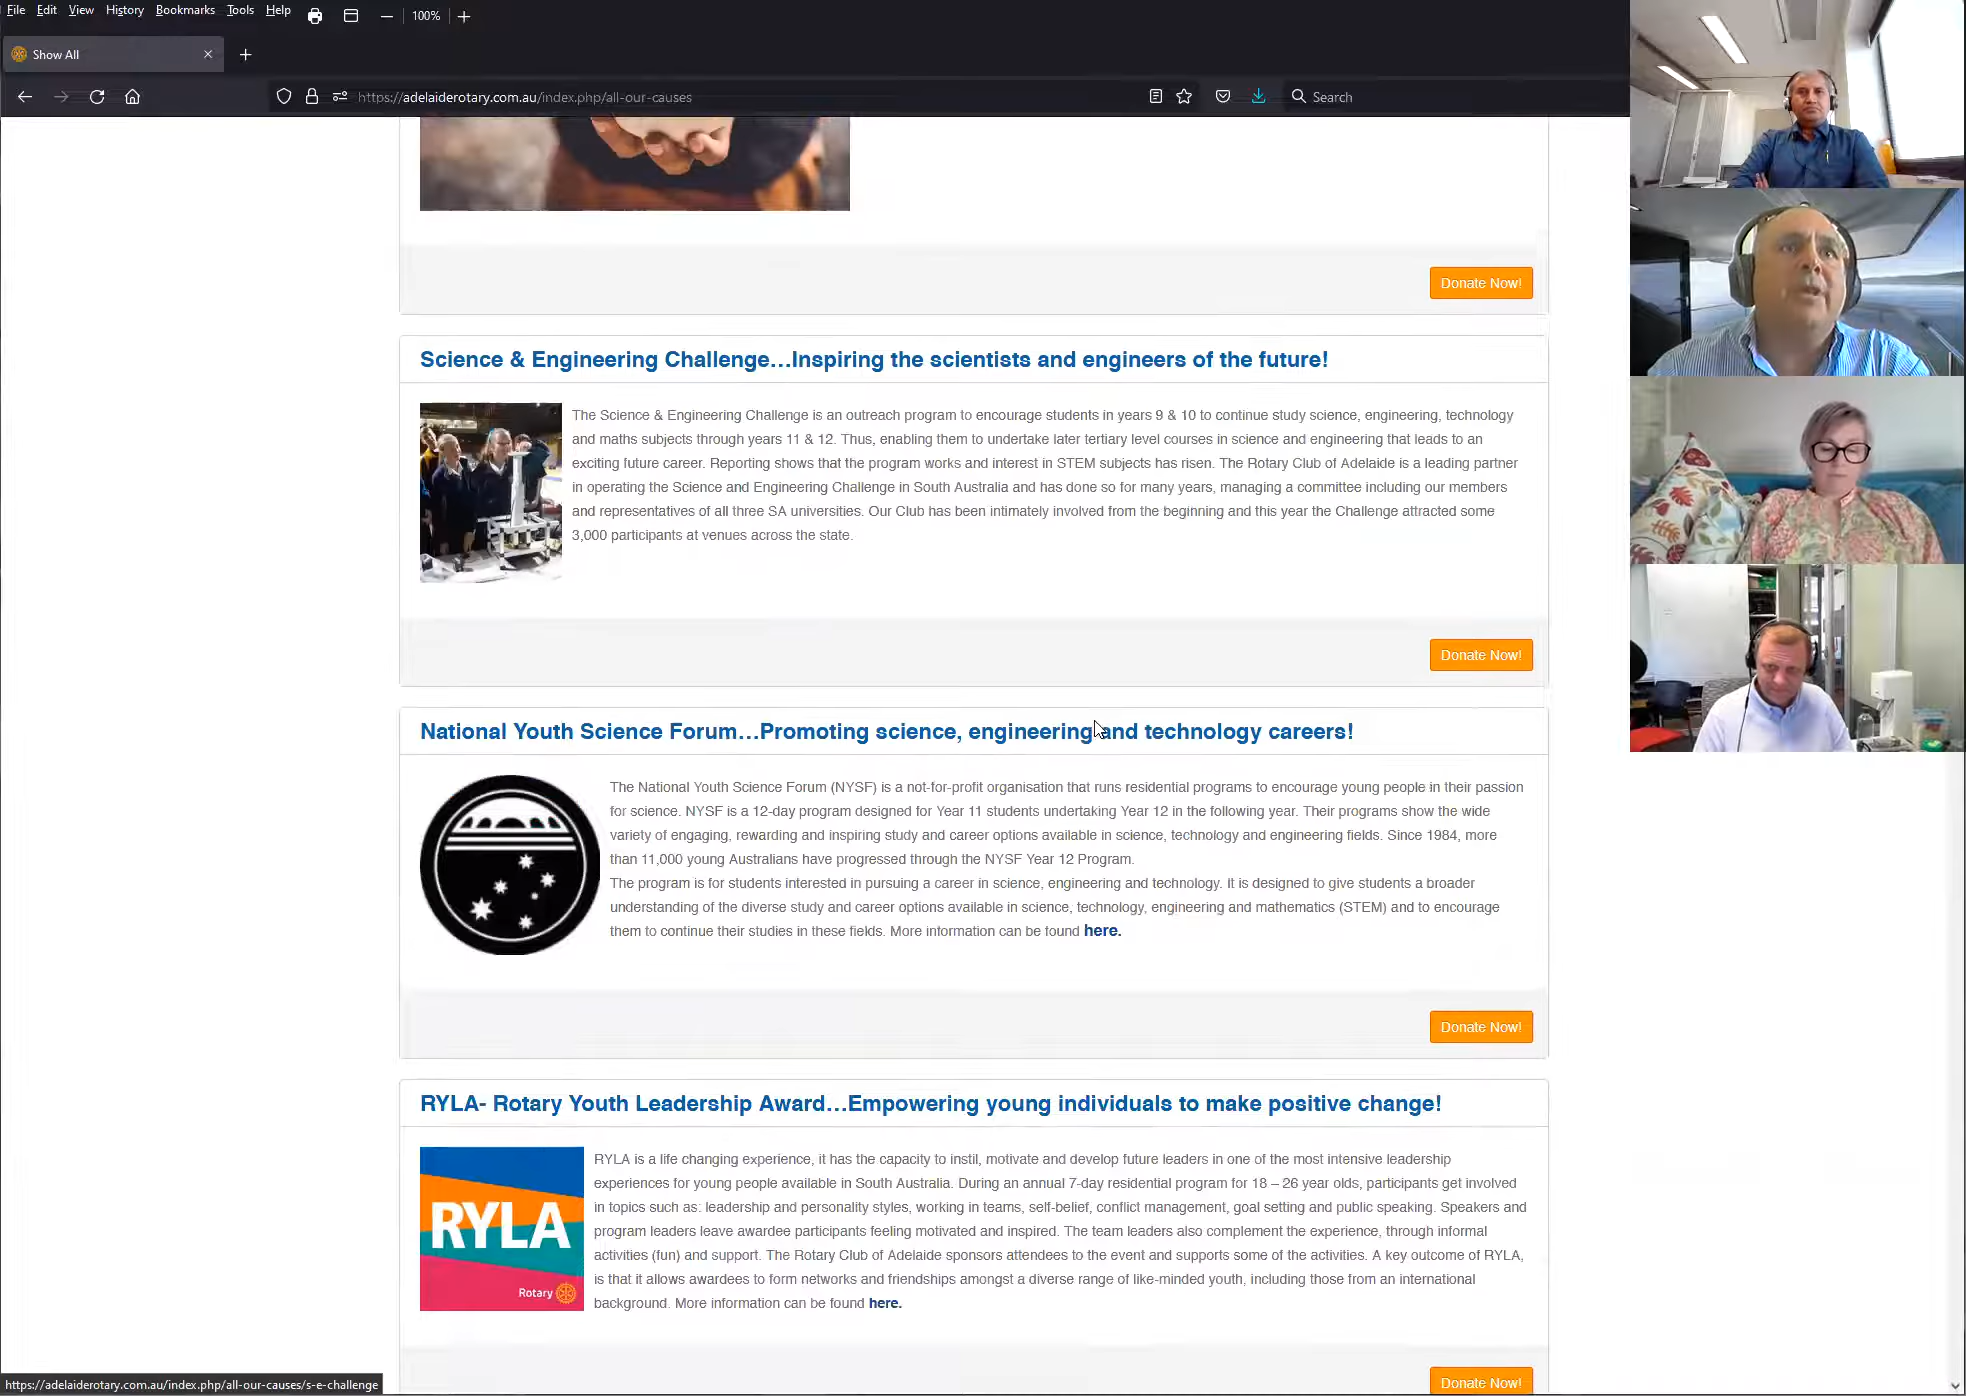 File Edit View History Bookmarks Tools Help 100%
Show All
https://adelaiderotary.com.au/index.php/all-our-causes
Search
Donate Now!
Science & Engineering Challenge...Inspiring the scientists and engineers of the future!
The Science & Engineering Challenge is an outreach program to encourage students in years 9 & 10 to continue study science, engineering, technology
and maths subjects through years 11 & 12. Thus, enabling them to undertake later tertiary level courses in science and engineering that leads to an
exciting future career. Reporting shows that the program works and interest in STEM subjects has risen. The Rotary Club of Adelaide is a leading partner
in operating the Science and Engineering Challenge in South Australia and has done so for many years, managing a committee including our members
and representatives of all three SA universities. Our Club has been intimately involved from the beginning and this year the Challenge attracted some
3,000 participants at venues across the state.
Donate Now!
National Youth Science Forum...Promoting science, engineering and technology careers!
The National Youth Science Forum (NYSF) is a not-for-profit organisation that runs residential programs to encourage young people in their passion
for science. NYSF is a 12-day program designed for Year 11 students undertaking Year 12 in the following year. Their programs show the wide
variety of engaging, rewarding and inspiring study and career options available in science, technology and engineering fields. Since 1984, more
than 11,000 young Australians have progressed through the NYSF Year 12 Program.
The program is for students interested in pursuing a career in science, engineering and technology. It is designed to give students a broader
understanding of the diverse study and career options available in science, technology, engineering and mathematics (STEM) and to encourage
them to continue their studies in these fields. More information can be found here.
Donate Now!
RYLA- Rotary Youth Leadership Award...Empowering young individuals to make positive change!
RYLA
Rotary
RYLA is a life changing experience, it has the capacity to instil, motivate and develop future leaders in one of the most intensive leadership
experiences for young people available in South Australia. During an annual 7-day residential program for 18 – 26 year olds, participants get involved
in topics such as: leadership and personality styles, working in teams, self-belief, conflict management, goal setting and public speaking. Speakers and
program leaders leave awardee participants feeling motivated and inspired. The team leaders also complement the experience, through informal
activities (fun) and support. The Rotary Club of Adelaide sponsors attendees to the event and supports some of the activities. A key outcome of RYLA,
is that it allows awardees to form networks and friendships amongst a diverse range of like-minded youth, including those from an international
background. More information can be found here.
Donate Now!
https://adelaiderotary.com.au/index.php/all-our-causes/s-e-challenge